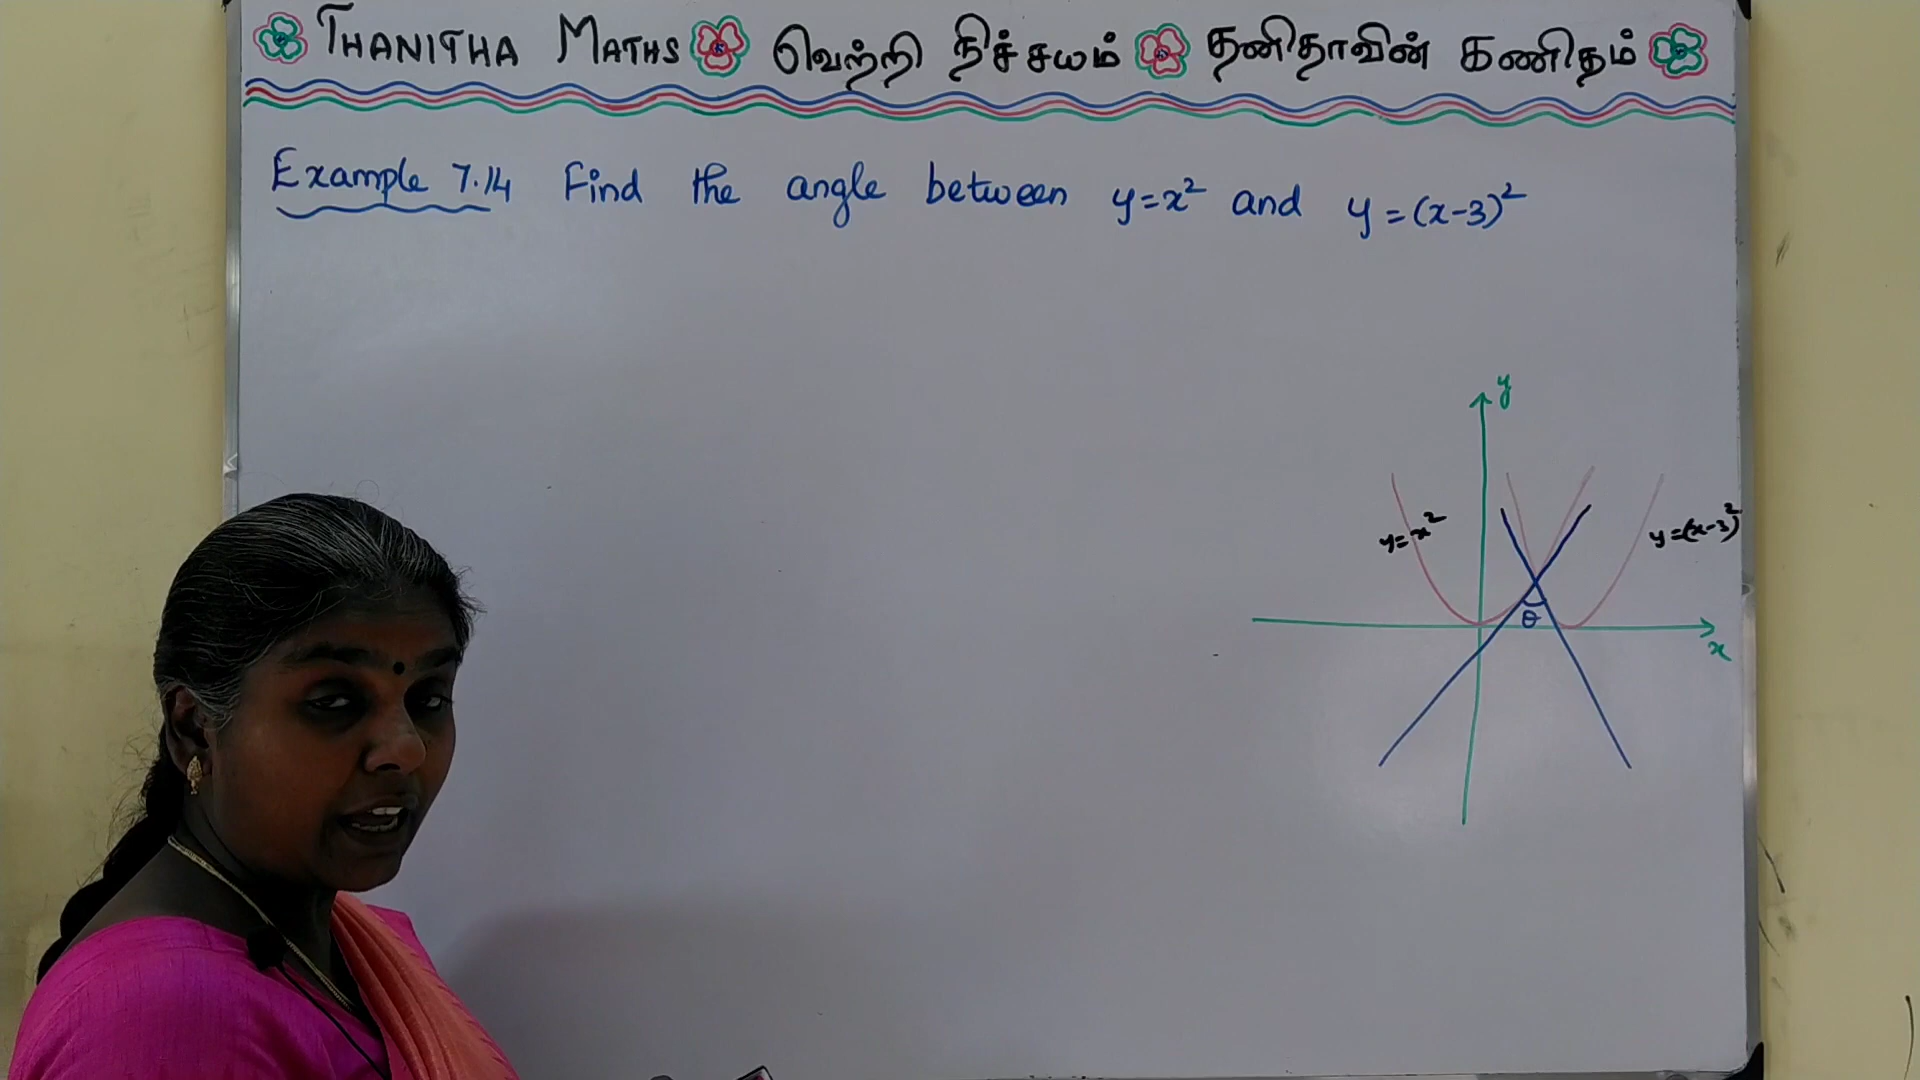 THANITHA MATHS வெற்றி நிச்சயம் தனிதாவின் கணிதம்
Example 7.14 Find the angle between y=x² and y=(x-3)²
y
y=x²
y=(x-3)²
θ
x